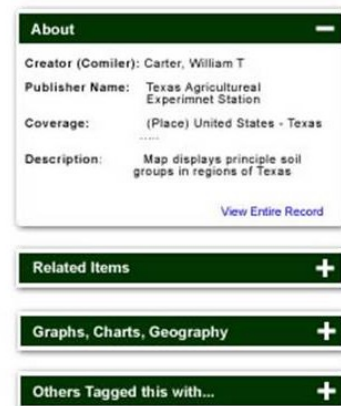 About
Creator (Comiler): Carter, William T
Publisher Name: Texas Agricultureal
Experimnet Station
Coverage: (Place) United States - Texas
.....
Description: Map displays principle soil
groups in regions of Texas
View Entire Record
Related Items
Graphs, Charts, Geography
Others Tagged this with...